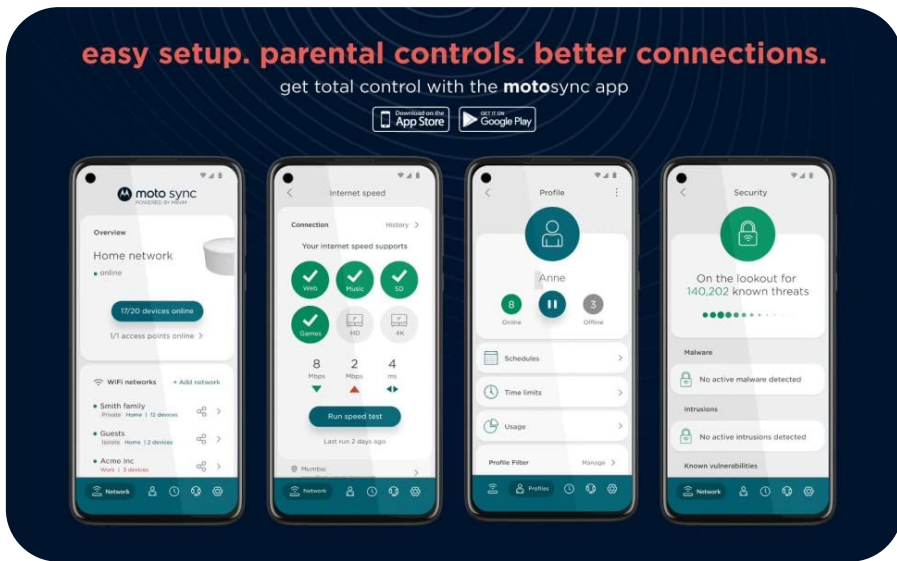 easy setup. parental controls. better connections.
get total control with the motosync app
Download on the
App Store
GET IT ON
Google Play
moto sync
POWERED BY MINIM
Overview
Home network
online
17/20 devices online
1/1 access points online >
WiFi networks
+ Add network
Smith family
Private Home | 12 devices
Guests
Isolate Home | 2 devices
Acme Inc
Work | 3 devices
Network
Internet speed
Connection
History >
Your internet speed supports
Web
Music
SD
Games
HD
4K
8
2
4
Mbps
Mbps
ms
Run speed test
Last run 2 days ago
Mumbai
Network
Profile
Anne
8
3
Online
Offline
Schedules
Time limits
Usage
Profile Filter
Manage >
Profiles
Security
On the lookout for
140,202 known threats
Malware
No active malware detected
Intrusions
No active intrusions detected
Known vulnerabilities
Network